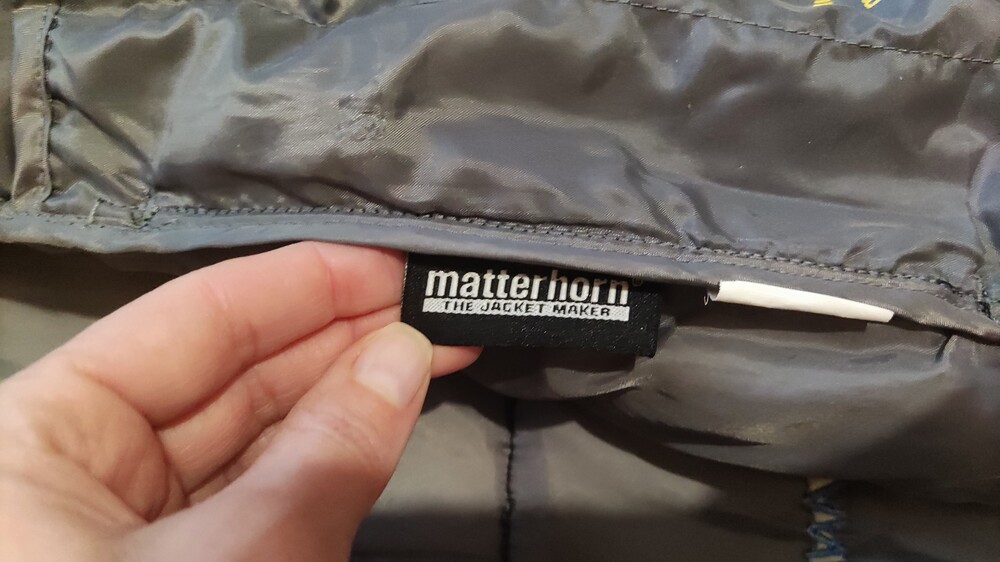 matterhorn®
THE JACKET MAKER